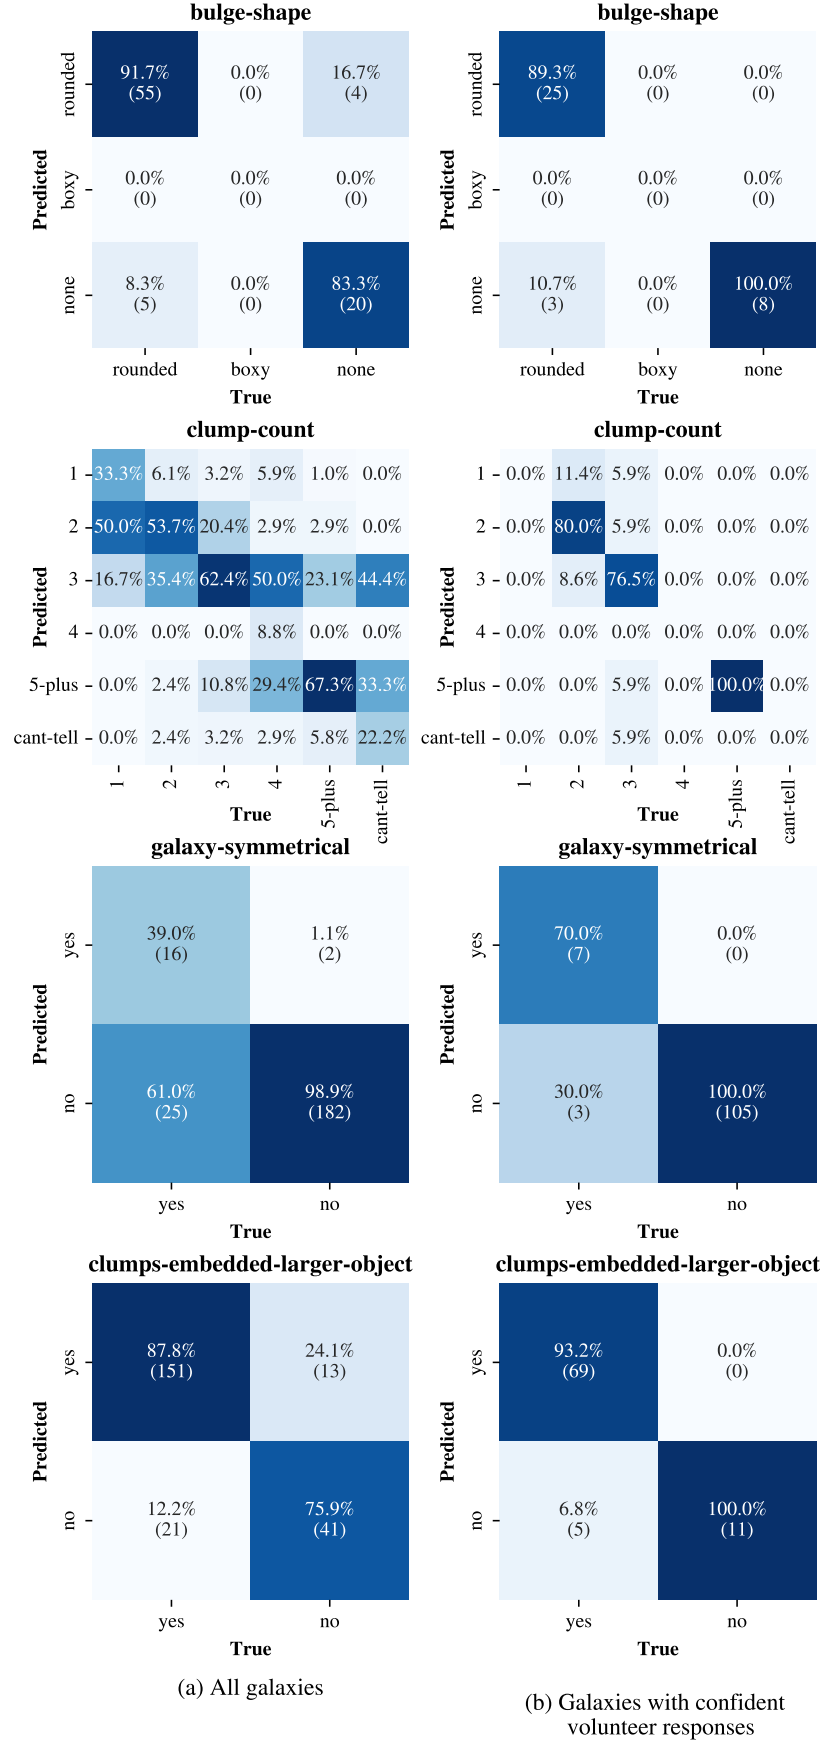 bulge-shape
rounded 91.7% 0.0% 16.7%
(55) (0) (4)
Predicted
boxy 0.0% 0.0% 0.0%
(0) (0) (0)
none 8.3% 0.0% 83.3%
(5) (0) (20)
rounded boxy none
True
bulge-shape
rounded 89.3% 0.0% 0.0%
(25) (0) (0)
Predicted
boxy 0.0% 0.0% 0.0%
(0) (0) (0)
none 10.7% 0.0% 100.0%
(3) (0) (8)
rounded boxy none
True
clump-count
1 33.3% 6.1% 3.2% 5.9% 1.0% 0.0%
2 50.0% 53.7% 20.4% 2.9% 2.9% 0.0%
3 16.7% 35.4% 62.4% 50.0% 23.1% 44.4%
Predicted
4 0.0% 0.0% 0.0% 8.8% 0.0% 0.0%
5-plus 0.0% 2.4% 10.8% 29.4% 67.3% 33.3%
cant-tell 0.0% 2.4% 3.2% 2.9% 5.8% 22.2%
1 2 3 4 5-plus cant-tell
True
clump-count
1 0.0% 11.4% 5.9% 0.0% 0.0% 0.0%
2 0.0% 80.0% 5.9% 0.0% 0.0% 0.0%
3 0.0% 8.6% 76.5% 0.0% 0.0% 0.0%
Predicted
4 0.0% 0.0% 0.0% 0.0% 0.0% 0.0%
5-plus 0.0% 0.0% 5.9% 0.0% 100.0% 0.0%
cant-tell 0.0% 0.0% 5.9% 0.0% 0.0% 0.0%
1 2 3 4 5-plus cant-tell
True
galaxy-symmetrical
yes 39.0% 1.1%
(16) (2)
Predicted
no 61.0% 98.9%
(25) (182)
yes no
True
galaxy-symmetrical
yes 70.0% 0.0%
(7) (0)
Predicted
no 30.0% 100.0%
(3) (105)
yes no
True
clumps-embedded-larger-object
yes 87.8% 24.1%
(151) (13)
Predicted
no 12.2% 75.9%
(21) (41)
yes no
True
clumps-embedded-larger-object
yes 93.2% 0.0%
(69) (0)
Predicted
no 6.8% 100.0%
(5) (11)
yes no
True
(a) All galaxies
(b) Galaxies with confident
volunteer responses